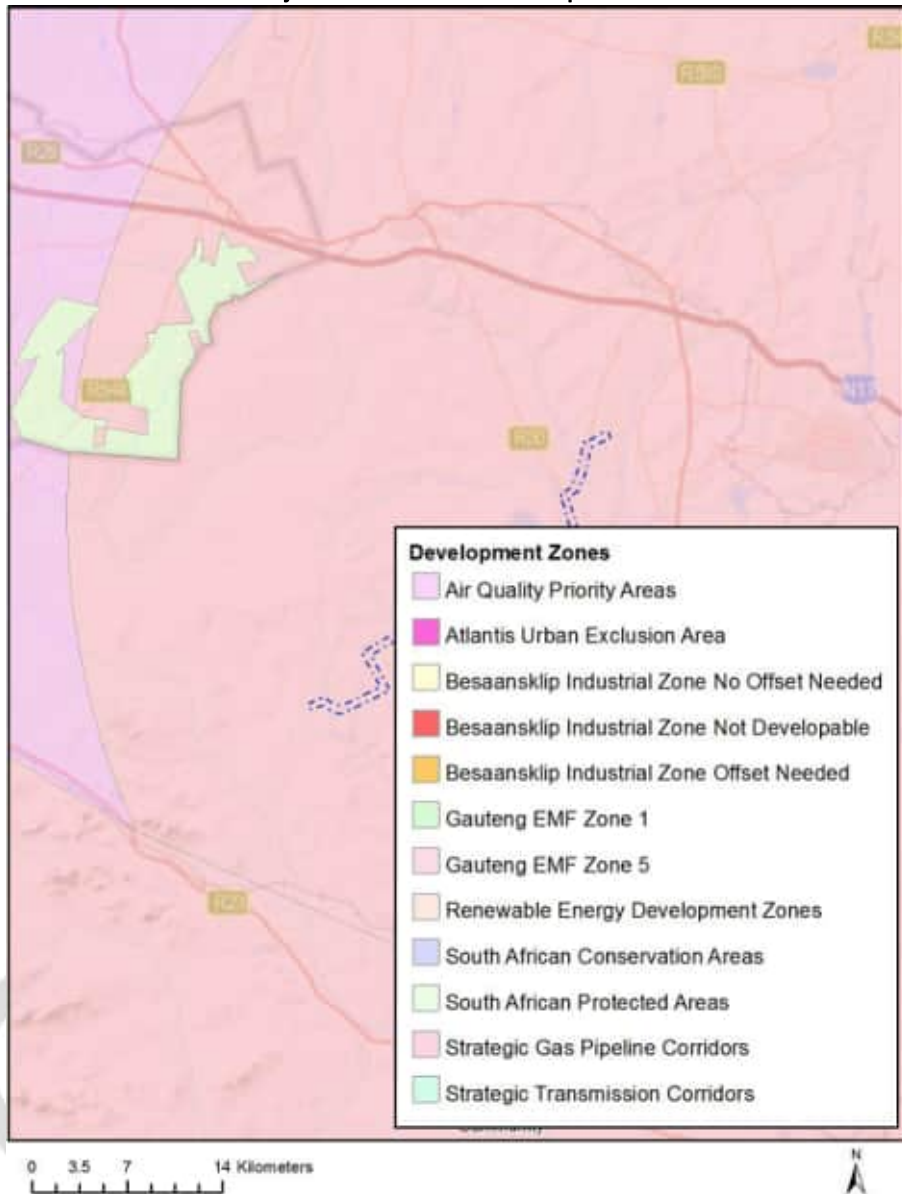 R23
N17
Development Zones
Air Quality Priority Areas
Atlantis Urban Exclusion Area
Besaansklip Industrial Zone No Offset Needed
Besaansklip Industrial Zone Not Developable
Besaansklip Industrial Zone Offset Needed
Gauteng EMF Zone 1
Gauteng EMF Zone 5
Renewable Energy Development Zones
South African Conservation Areas
South African Protected Areas
Strategic Gas Pipeline Corridors
Strategic Transmission Corridors
0 3.5 7 14 Kilometers
N